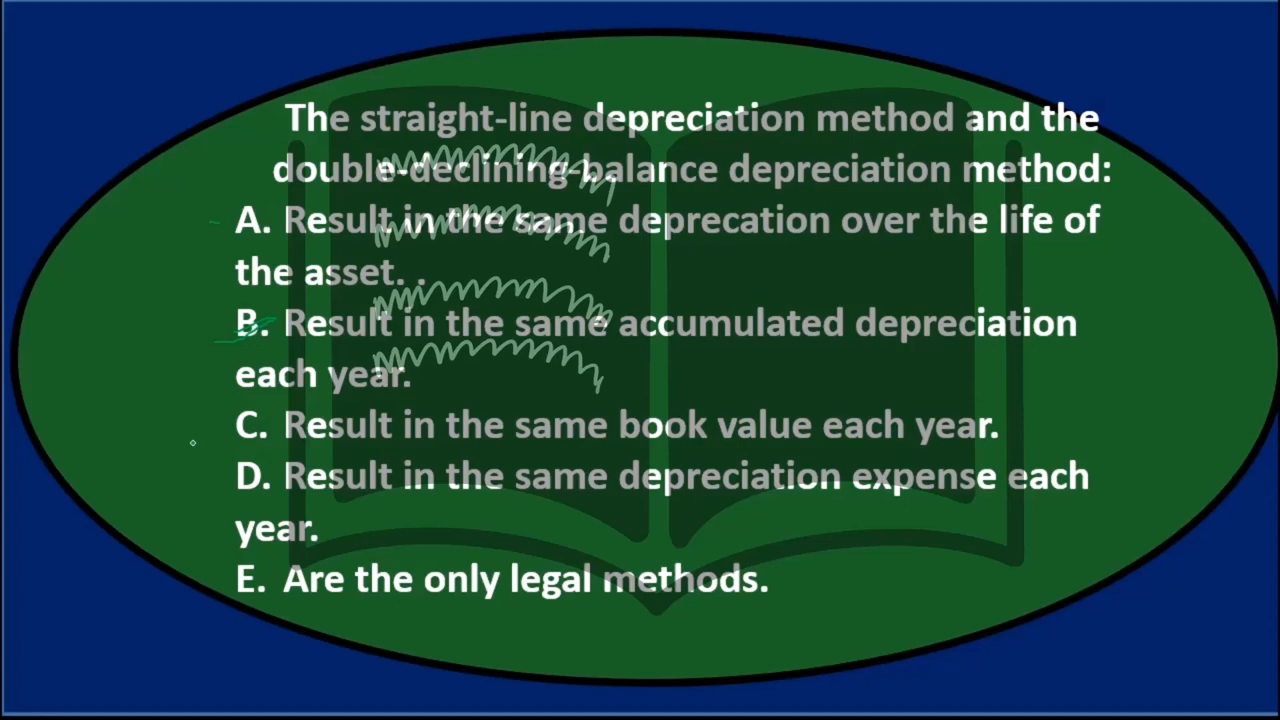 The straight-line depreciation method and the
double-declining-balance depreciation method:
A. Result in the same deprecation over the life of
the asset. .
B. Result in the same accumulated depreciation
each year.
C. Result in the same book value each year.
D. Result in the same depreciation expense each
year.
E. Are the only legal methods.